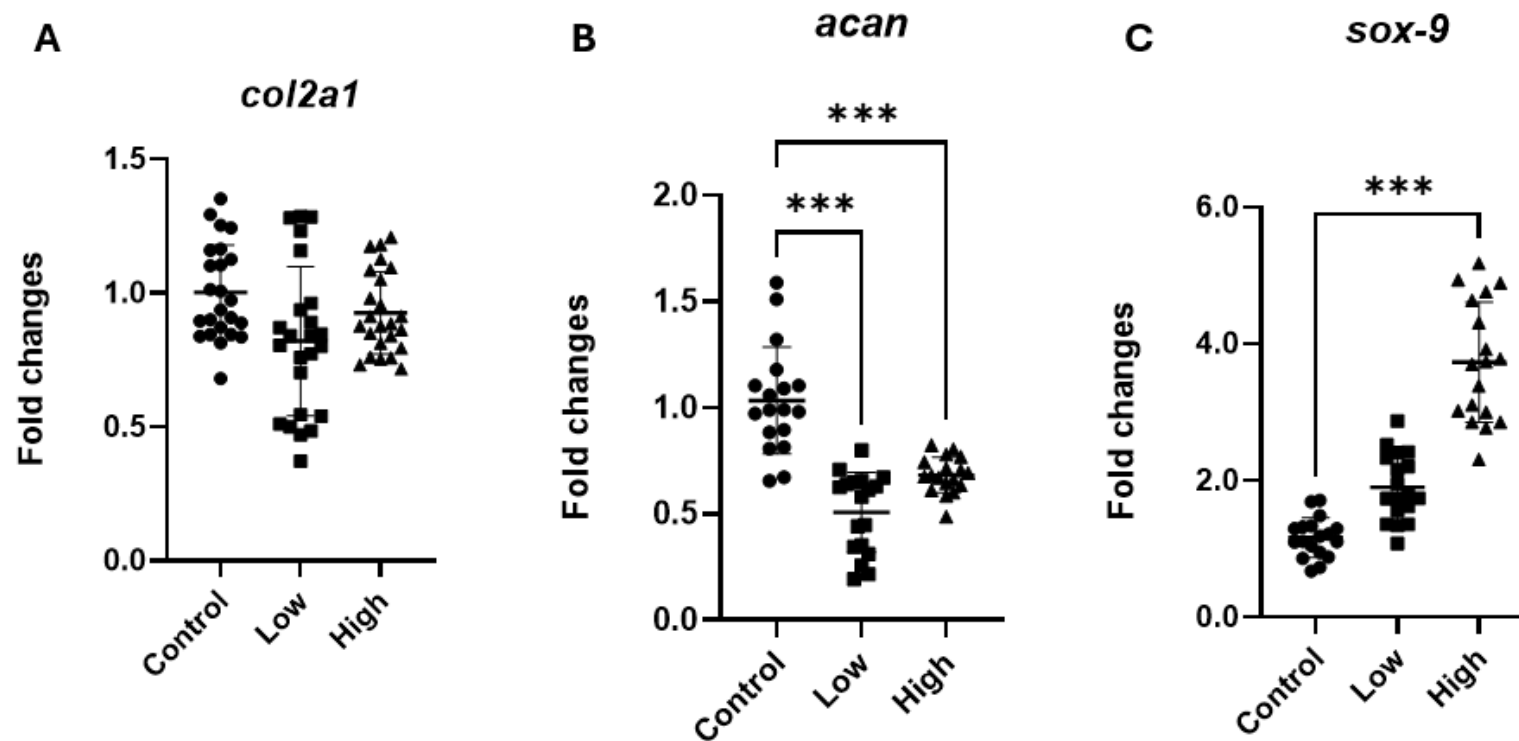 A
col2a1
Fold changes
1.5
1.0
0.5
0.0
Control
Low
High
B
acan
***
***
Fold changes
2.0
1.5
1.0
0.5
0.0
Control
Low
High
C
sox-9
***
Fold changes
6.0
4.0
2.0
0.0
Control
Low
High